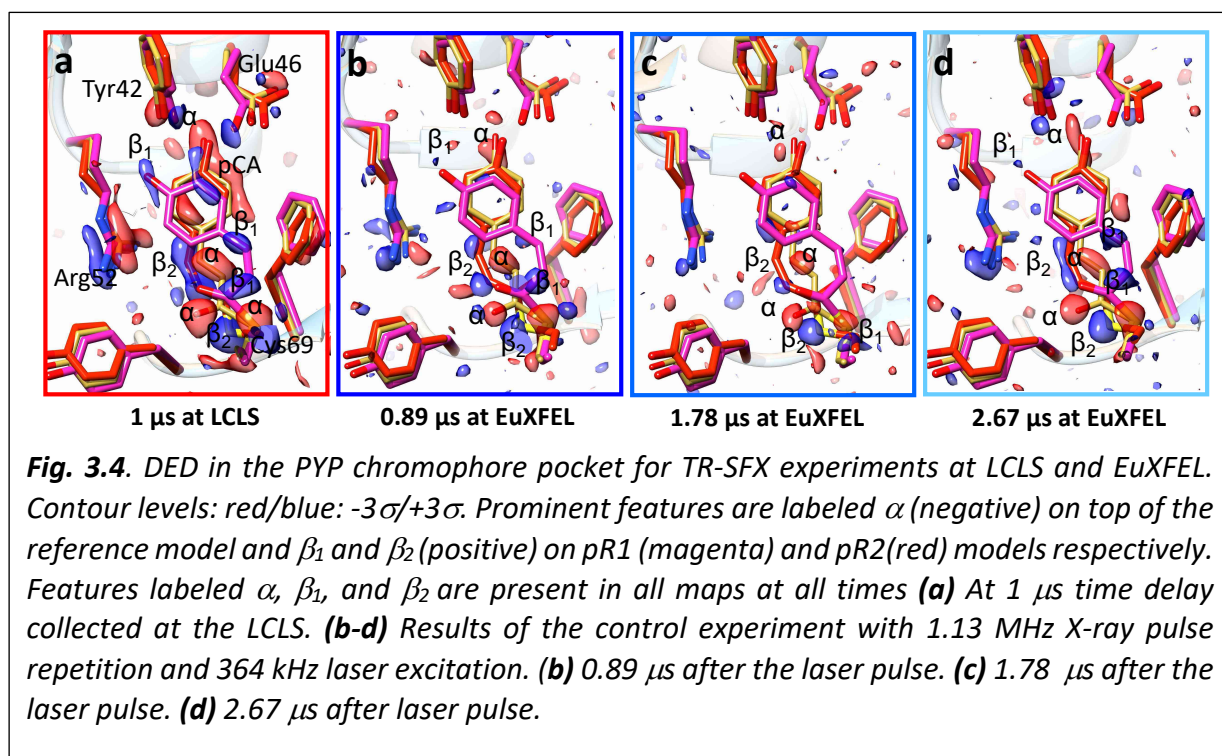 a
Tyr42
Glu46
α
β1
pCA
β1
α
Arg52
β2
β1
α
α
β2
Cys69
b
α
β1
β2
α
β1
α
β2
c
α
α
β2
α
β2
β1
d
β1
α
β1
α
β2
β1
α
β2
1 μs at LCLS
0.89 μs at EuXFEL
1.78 μs at EuXFEL
2.67 μs at EuXFEL
Fig. 3.4. DED in the PYP chromophore pocket for TR-SFX experiments at LCLS and EuXFEL.
Contour levels: red/blue: -3σ/+3σ. Prominent features are labeled α (negative) on top of the
reference model and β1 and β2 (positive) on pR1 (magenta) and pR2(red) models respectively.
Features labeled α, β1, and β2 are present in all maps at all times (a) At 1 μs time delay
collected at the LCLS. (b-d) Results of the control experiment with 1.13 MHz X-ray pulse
repetition and 364 kHz laser excitation. (b) 0.89 μs after the laser pulse. (c) 1.78 μs after the
laser pulse. (d) 2.67 μs after laser pulse.